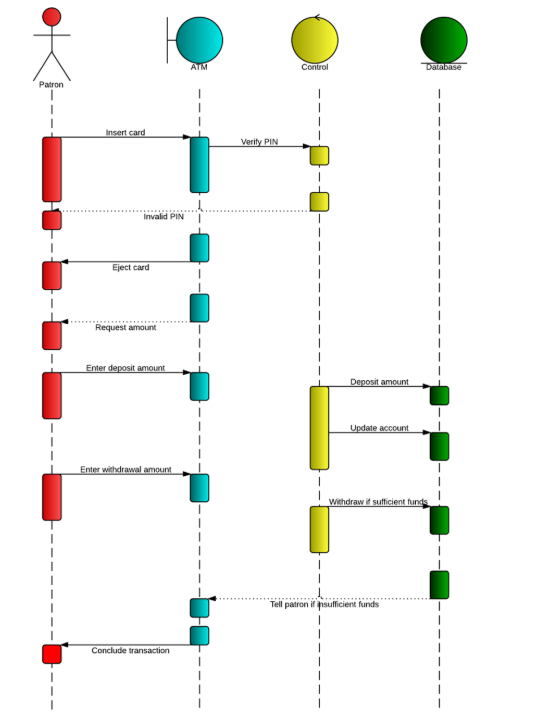 ATM
Control
Database
Patron
Insert card
Verify PIN
Invalid PIN
Eject card
Request amount
Enter deposit amount
Deposit amount
Update account
Enter withdrawal amount
Withdraw if sufficient funds
Tell patron if insufficient funds
Conclude transaction